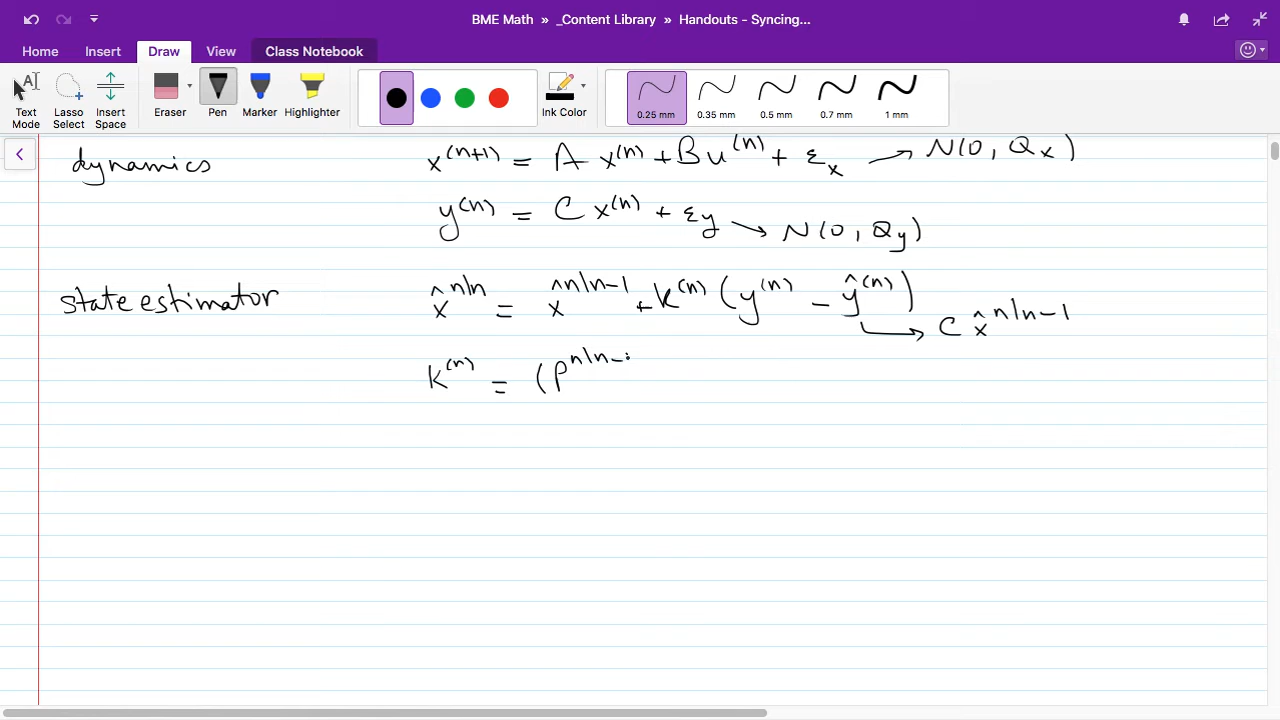 BME Math » _Content Library » Handouts - Syncing...
Home Insert Draw View Class Notebook
Text Mode Lasso Select Insert Space Eraser Pen Marker Highlighter Ink Color 0.25 mm 0.35 mm 0.5 mm 0.7 mm 1 mm
dynamics x^(n+1) = A x^(n) + B u^(n) + ε_x → N(0, Q_x)
y^(n) = C x^(n) + ε_y → N(0, Q_y)
state estimator x̂^n|n = x̂^n|n-1 + k^(n) (y^(n) - ŷ^(n)) → C x̂^n|n-1
k^(n) = (P^n|n-